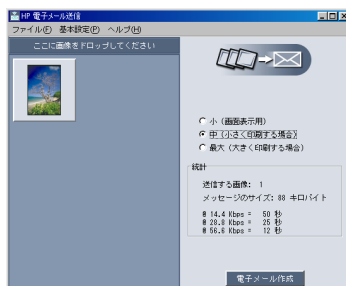 HP 電子メール送信
ファイル(F) 基本設定(P) ヘルプ(H)
ここに画像をドロップしてください
小 (画面表示用)
中 (小さく印刷する場合)
最大 (大きく印刷する場合)
統計
送信する画像: 1
メッセージのサイズ: 88 キロバイト
@ 14.4 Kbps = 50 秒
@ 28.8 Kbps = 25 秒
@ 56.6 Kbps = 12 秒
電子メール作成